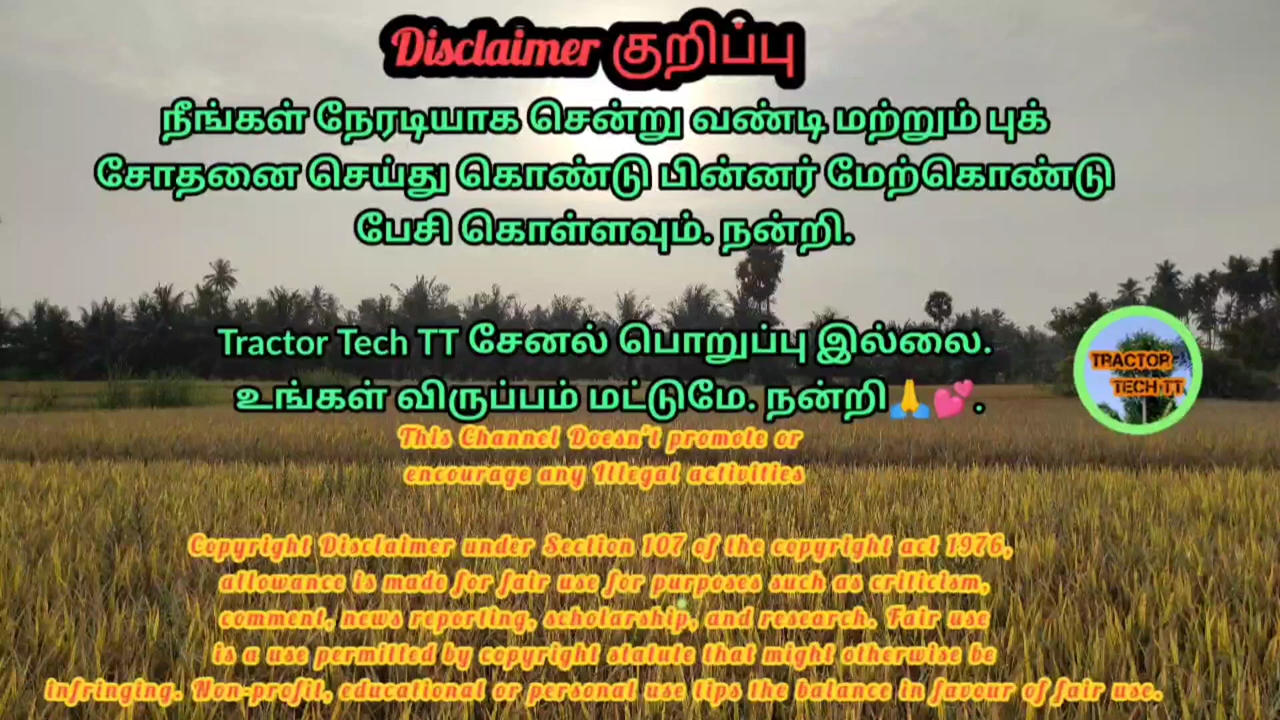 Disclaimer குறிப்பு
நீங்கள் நேரடியாக சென்று வண்டி மற்றும் புக்
சோதனை செய்து கொண்டு பின்னர் மேற்கொண்டு
பேசி கொள்ளவும். நன்றி.
Tractor Tech TT சேனல் பொறுப்பு இல்லை.
உங்கள் விருப்பம் மட்டுமே. நன்றி🙏💕.
TRACTOR
TECH TT
This Channel Doesn't promote or
encourage any Illegal activities
Copyright Disclaimer under Section 107 of the copyright act 1976,
allowance is made for fair use for purposes such as criticism,
comment, news reporting, scholarship, and research. Fair use
is a use permitted by copyright statute that might otherwise be
infringing. Non-profit, educational or personal use tips the balance in favour of fair use.